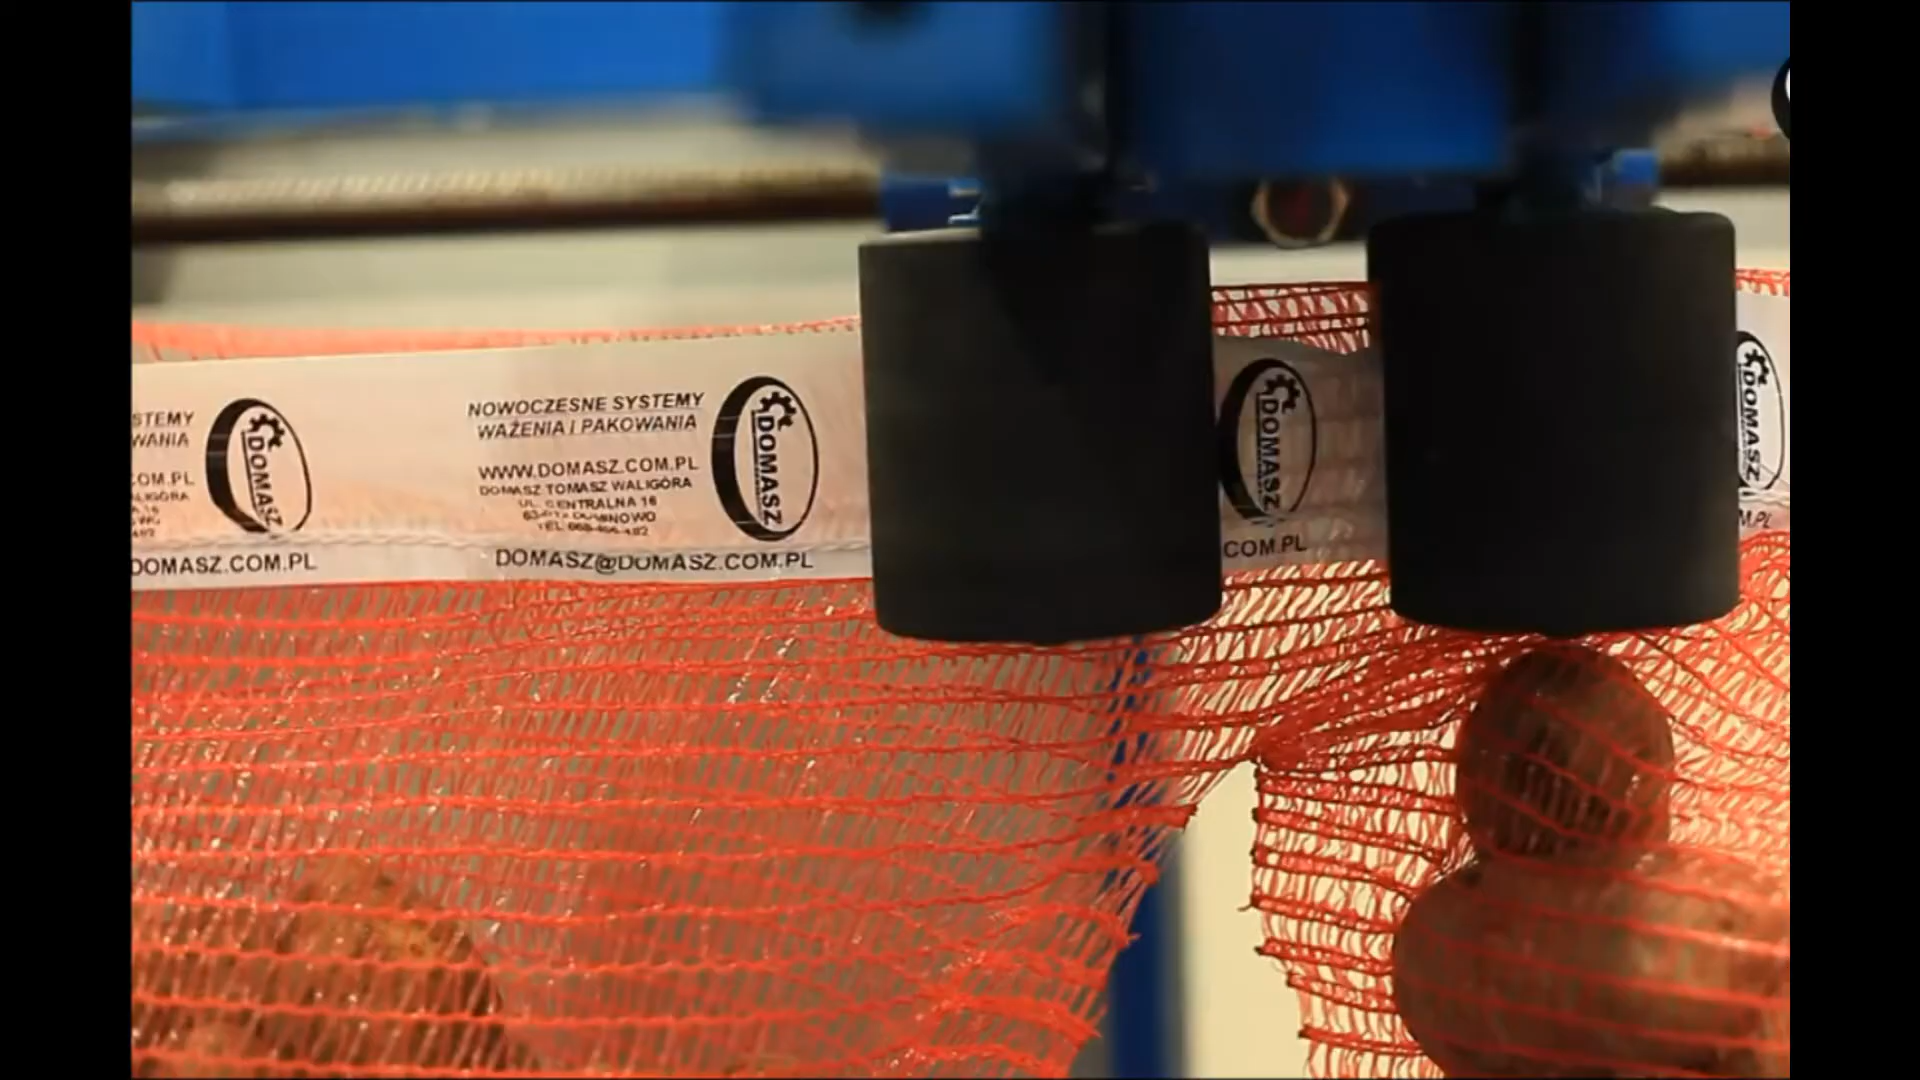 STEMY
WANIA
COM.PL
DOMASZ
DOMASZ.COM.PL
NOWOCZESNE SYSTEMY
WAŻENIA I PAKOWANIA
WWW.DOMASZ.COM.PL
DOMASZ TOMASZ WALIGÓRA
UL. CENTRALNA 16
DOMASZ@DOMASZ.COM.PL
DOMASZ
DOMASZ
COM.PL
DOMASZ
M.PL